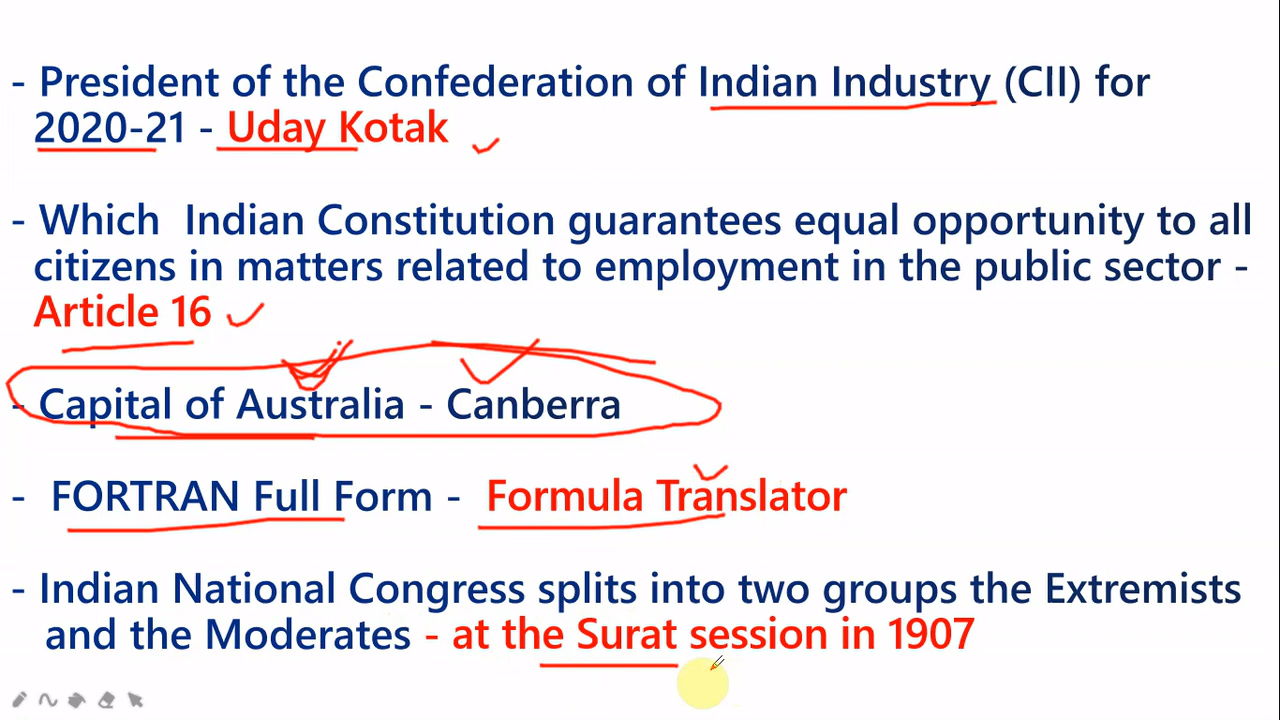 - President of the Confederation of Indian Industry (CII) for
2020-21 - Uday Kotak
- Which Indian Constitution guarantees equal opportunity to all
citizens in matters related to employment in the public sector -
Article 16
- Capital of Australia - Canberra
- FORTRAN Full Form - Formula Translator
- Indian National Congress splits into two groups the Extremists
and the Moderates - at the Surat session in 1907